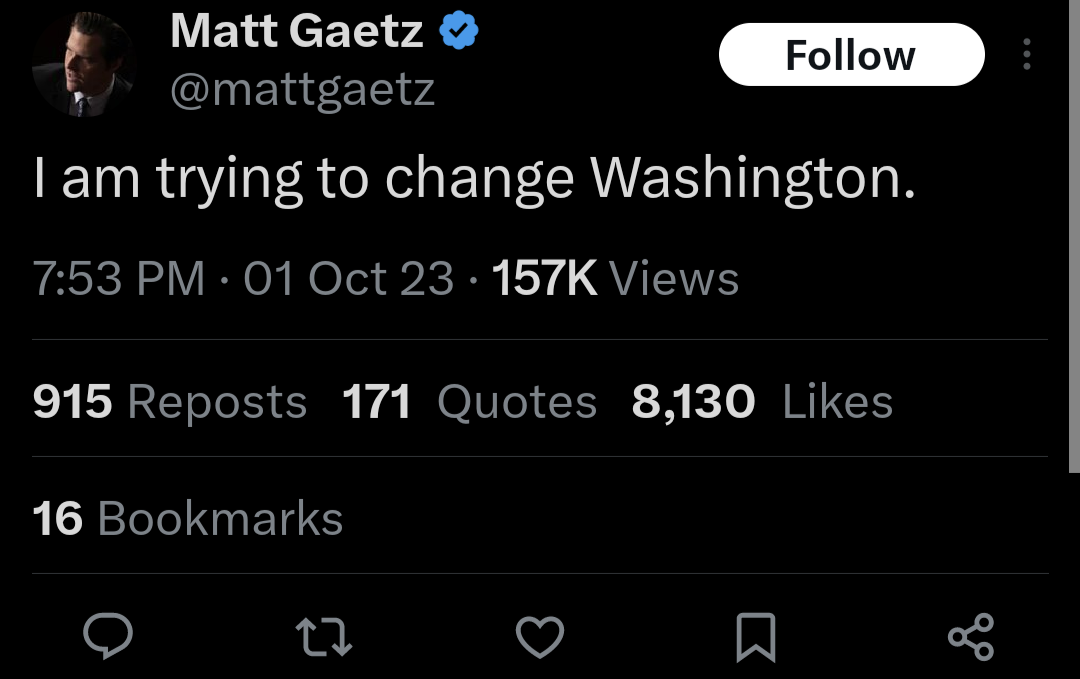 Matt Gaetz
@mattgaetz
Follow
I am trying to change Washington.
7:53 PM · 01 Oct 23 · 157K Views
915 Reposts 171 Quotes 8,130 Likes
16 Bookmarks